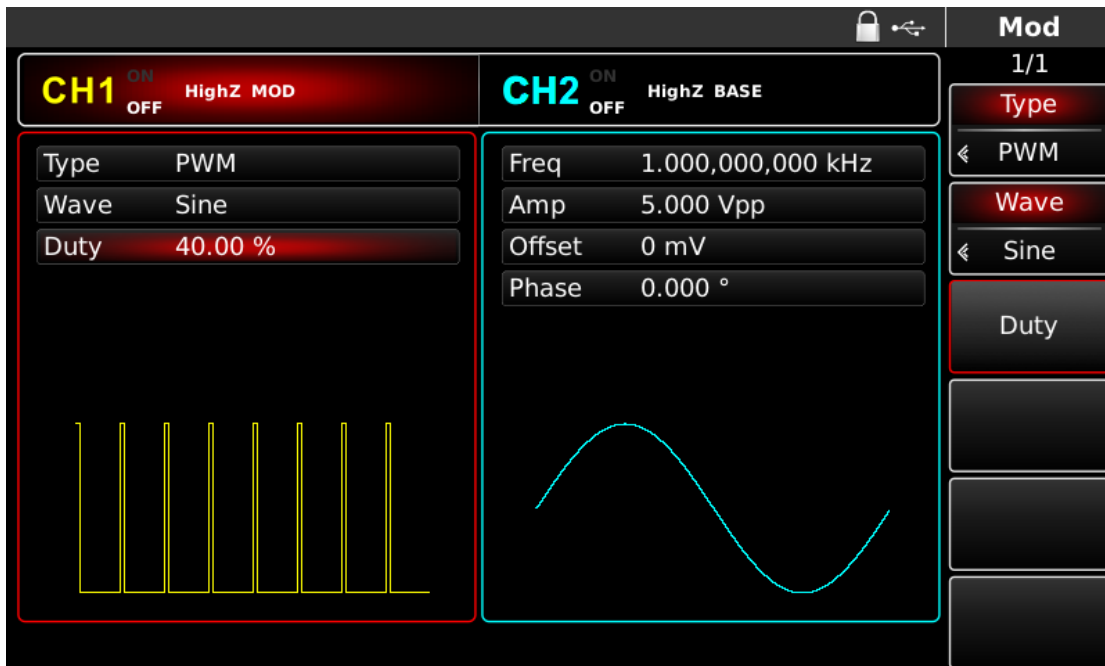 Mod
1/1
CH1 ON OFF HighZ MOD
CH2 ON OFF HighZ BASE
Type PWM
Wave Sine
Duty 40.00 %
Freq 1.000,000,000 kHz
Amp 5.000 Vpp
Offset 0 mV
Phase 0.000 °
Type
PWM
Wave
Sine
Duty